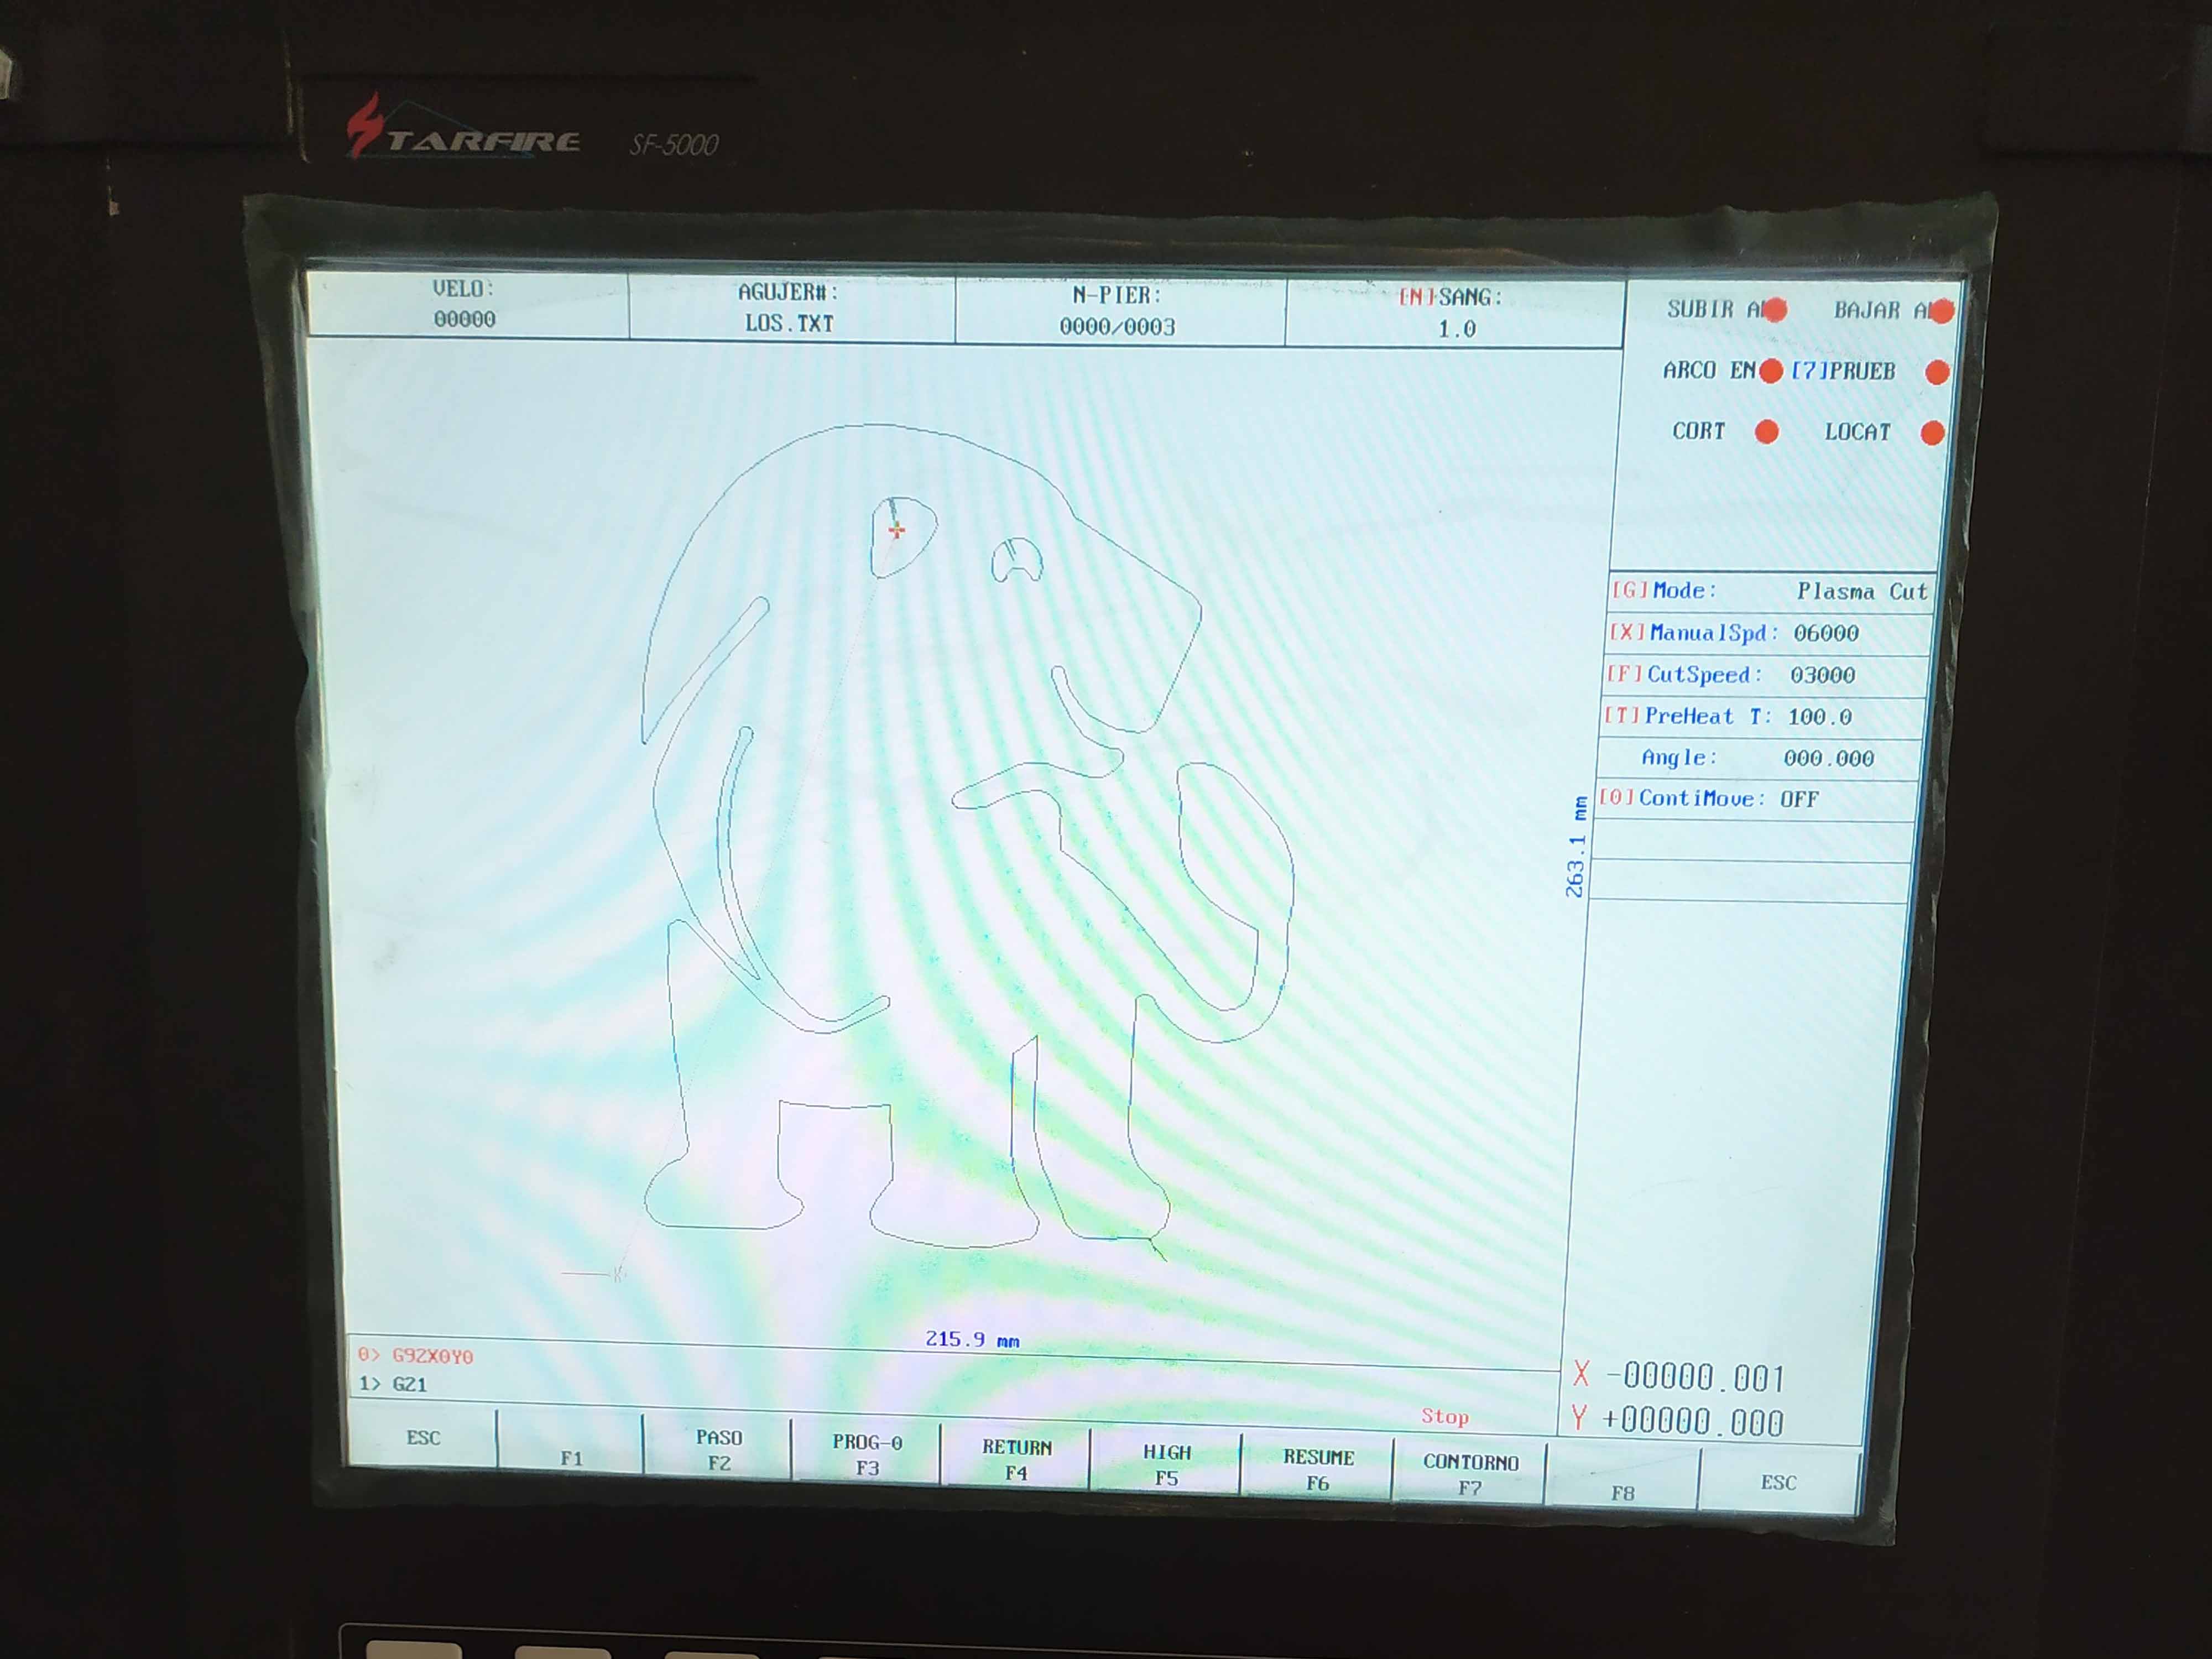 STARFIRE SF-5000
VELO: AGUJER#: N-PIER: [N]SANG:
00000 LOS.TXT 0000/0003 1.0
SUBIR A BAJAR A
ARCO EN [7]PRUEB
CORT LOCAT
[G]Mode: Plasma Cut
[X]ManualSpd: 06000
[F]CutSpeed: 03000
[T]PreHeat T: 100.0
Angle: 000.000
[O]ContiMove: OFF
263.1 mm
215.9 mm
0> G92X0Y0
1> G21
X -00000.001
Stop
Y +00000.000
ESC F1 PASO F2 PROG-0 F3 RETURN F4 HIGH F5 RESUME F6 CONTORNO F7 F8 ESC